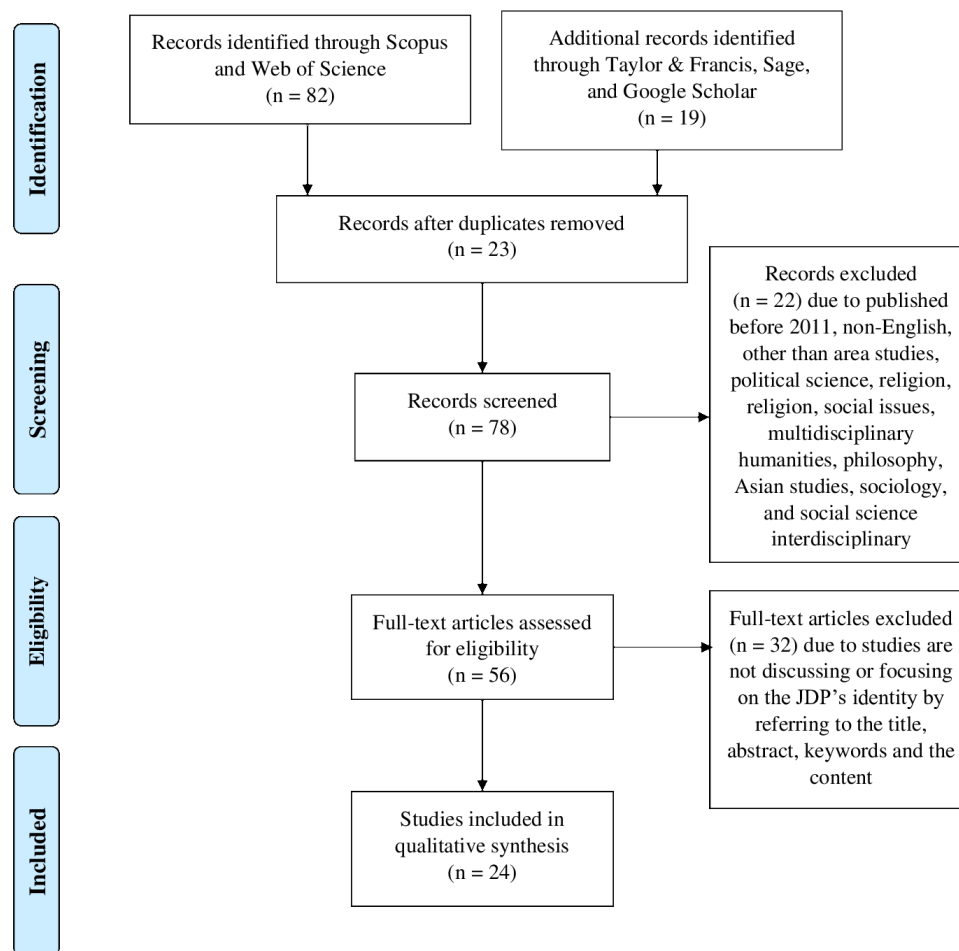 Identification
Records identified through Scopus
and Web of Science
(n = 82)
Additional records identified
through Taylor & Francis, Sage,
and Google Scholar
(n = 19)
Records after duplicates removed
(n = 23)
Screening
Records screened
(n = 78)
Records excluded
(n = 22) due to published
before 2011, non-English,
other than area studies,
political science, religion,
religion, social issues,
multidisciplinary
humanities, philosophy,
Asian studies, sociology,
and social science
interdisciplinary
Eligibility
Full-text articles assessed
for eligibility
(n = 56)
Full-text articles excluded
(n = 32) due to studies are
not discussing or focusing
on the JDP’s identity by
referring to the title,
abstract, keywords and the
content
Included
Studies included in
qualitative synthesis
(n = 24)